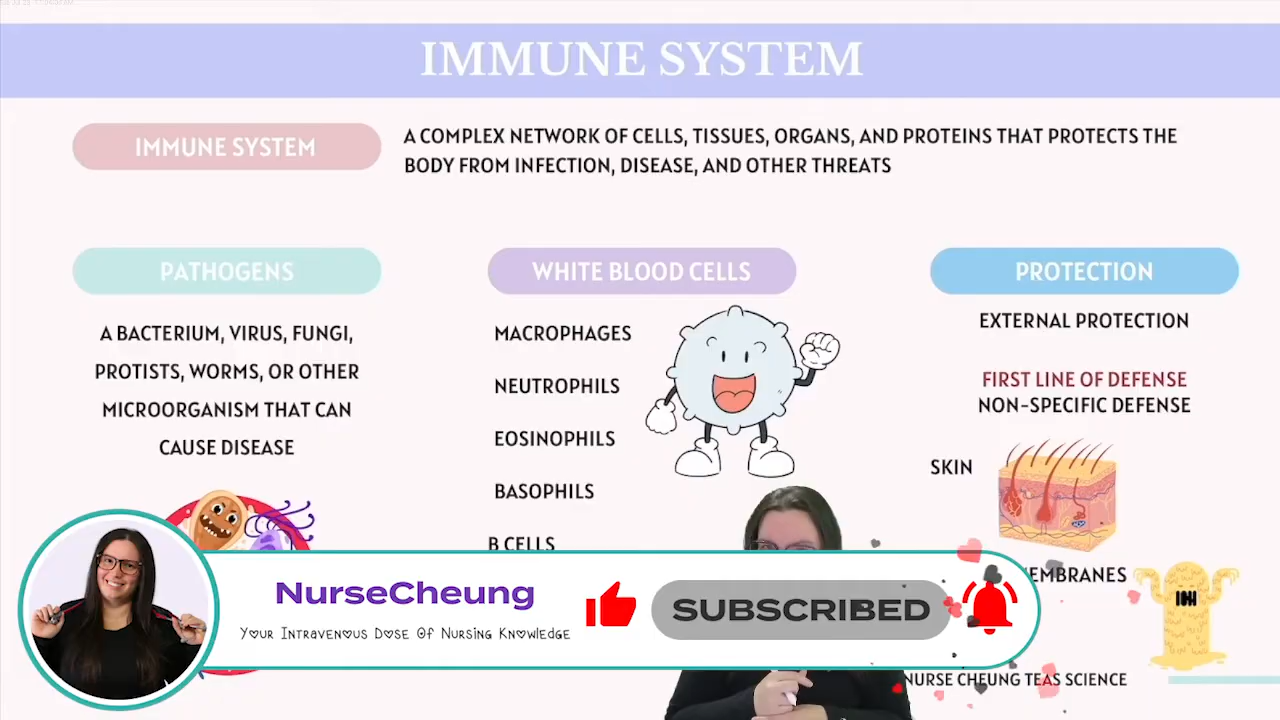 IMMUNE SYSTEM
IMMUNE SYSTEM
A COMPLEX NETWORK OF CELLS, TISSUES, ORGANS, AND PROTEINS THAT PROTECTS THE
BODY FROM INFECTION, DISEASE, AND OTHER THREATS
PATHOGENS
A BACTERIUM, VIRUS, FUNGI,
PROTISTS, WORMS, OR OTHER
MICROORGANISM THAT CAN
CAUSE DISEASE
WHITE BLOOD CELLS
MACROPHAGES
NEUTROPHILS
EOSINOPHILS
BASOPHILS
B CELLS
PROTECTION
EXTERNAL PROTECTION
FIRST LINE OF DEFENSE
NON-SPECIFIC DEFENSE
SKIN
NurseCheung
Your Intravenous Dose Of Nursing Knowledge
SUBSCRIBED
NURSE CHEUNG TEAS SCIENCE